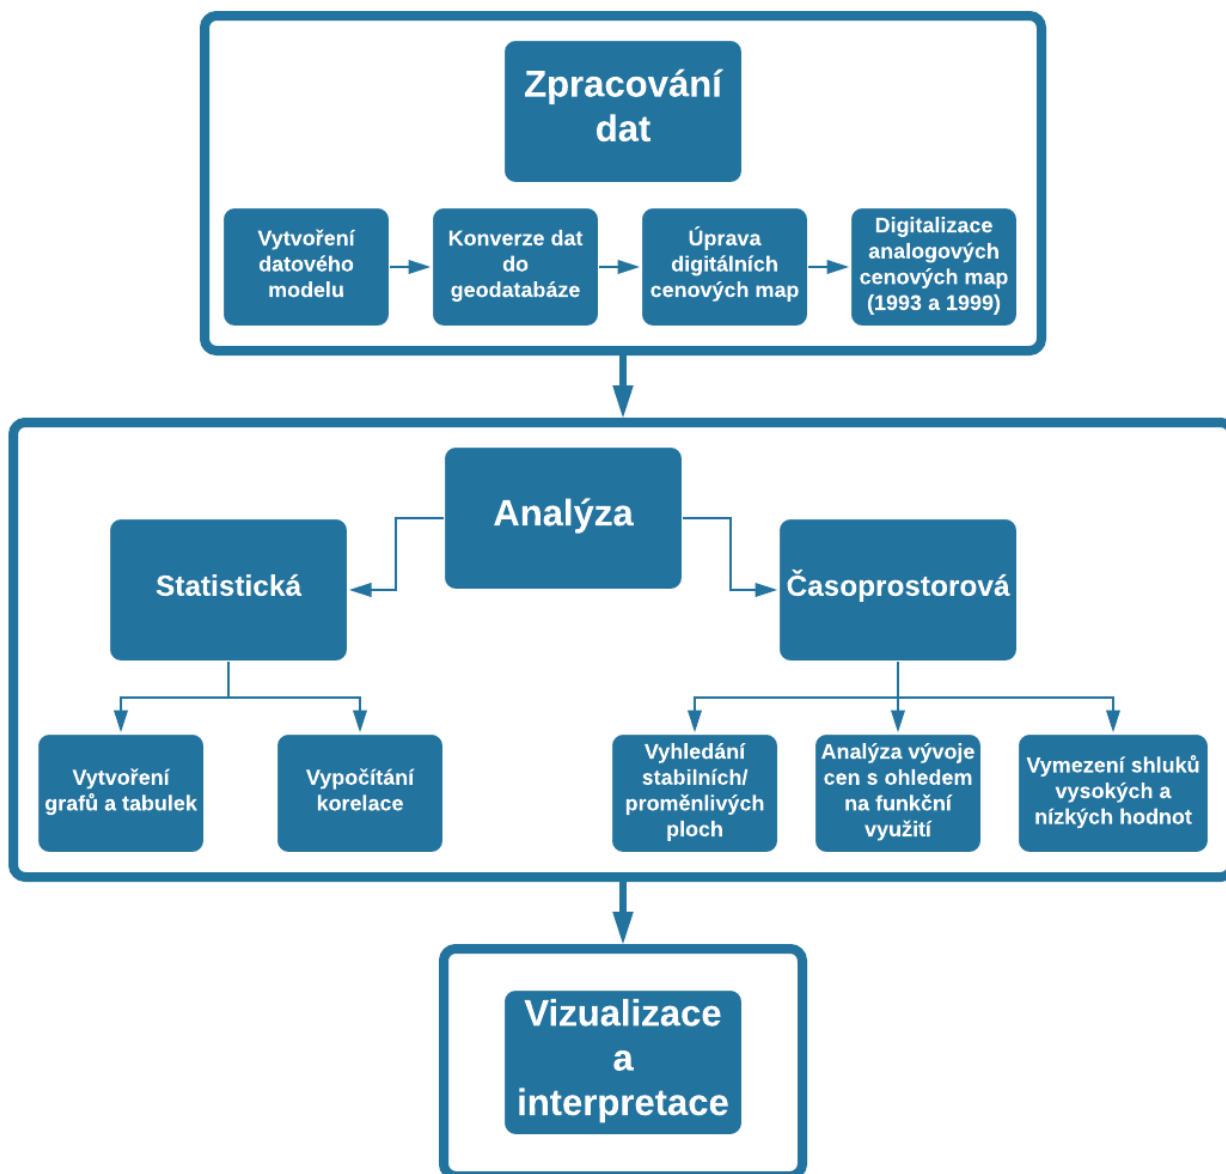 Zpracování
dat
Vytvoření
datového
modelu
Konverze dat
do
geodatabáze
Úprava
digitálních
cenových map
Digitalizace
analogových
cenových map
(1993 a 1999)
Analýza
Statistická
Časoprostorová
Vytvoření
grafů a tabulek
Vypočítání
korelace
Vyhledání
stabilních/
proměnlivých
ploch
Analýza vývoje
cen s ohledem
na funkční
využití
Vymezení shluků
vysokých a
nízkých hodnot
Vizualizace
a
interpretace